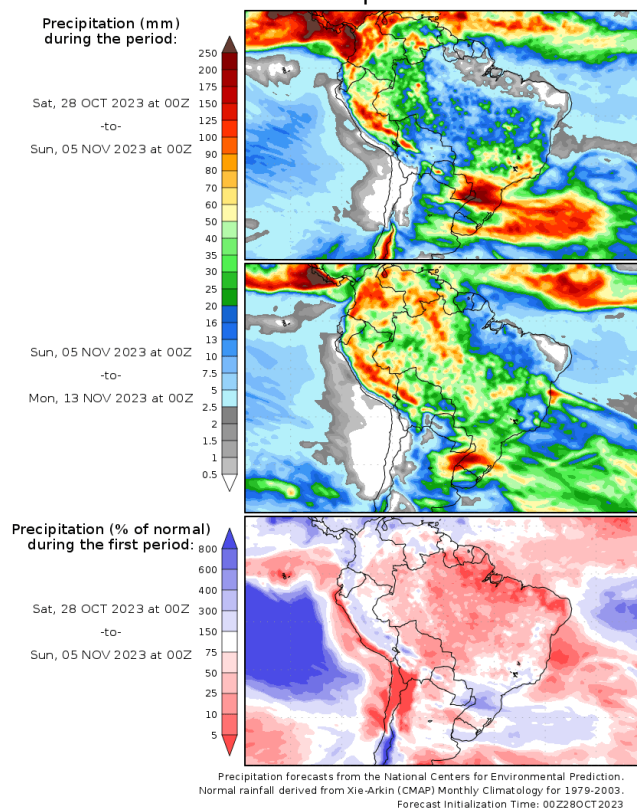 Precipitation (mm)
during the period:
Sat, 28 OCT 2023 at 00Z
-to-
Sun, 05 NOV 2023 at 00Z
250
200
175
150
125
100
90
80
70
60
50
40
35
30
25
20
16
13
10
7.5
5
2.5
2
1.5
1
0.5
Sun, 05 NOV 2023 at 00Z
-to-
Mon, 13 NOV 2023 at 00Z
Precipitation (% of normal)
during the first period:
Sat, 28 OCT 2023 at 00Z
-to-
Sun, 05 NOV 2023 at 00Z
800
600
400
300
150
75
50
25
10
5
Precipitation forecasts from the National Centers for Environmental Prediction.
Normal rainfall derived from Xie-Arkin (CMAP) Monthly Climatology for 1979-2003.
Forecast Initialization Time: 00Z28OCT2023